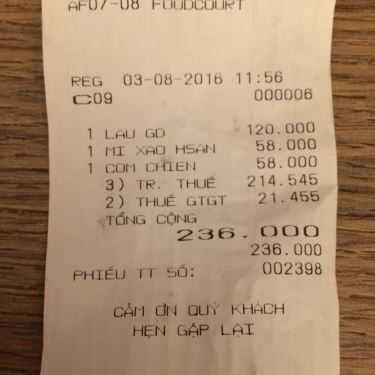 AF07-08 FOODCOURT
REG 03-08-2016 11:56
C09 000006
1 LAU GD 120.000
1 MI XAO HSAN 58.000
1 COM CHIEN 58.000
3) TR. THUẾ 214.545
2) THUẾ GTGT 21.455
TỔNG CỘNG
236.000
236.000
PHIẾU TT SỐ: 002398
CẢM ƠN QUÝ KHÁCH
HẸN GẶP LẠI